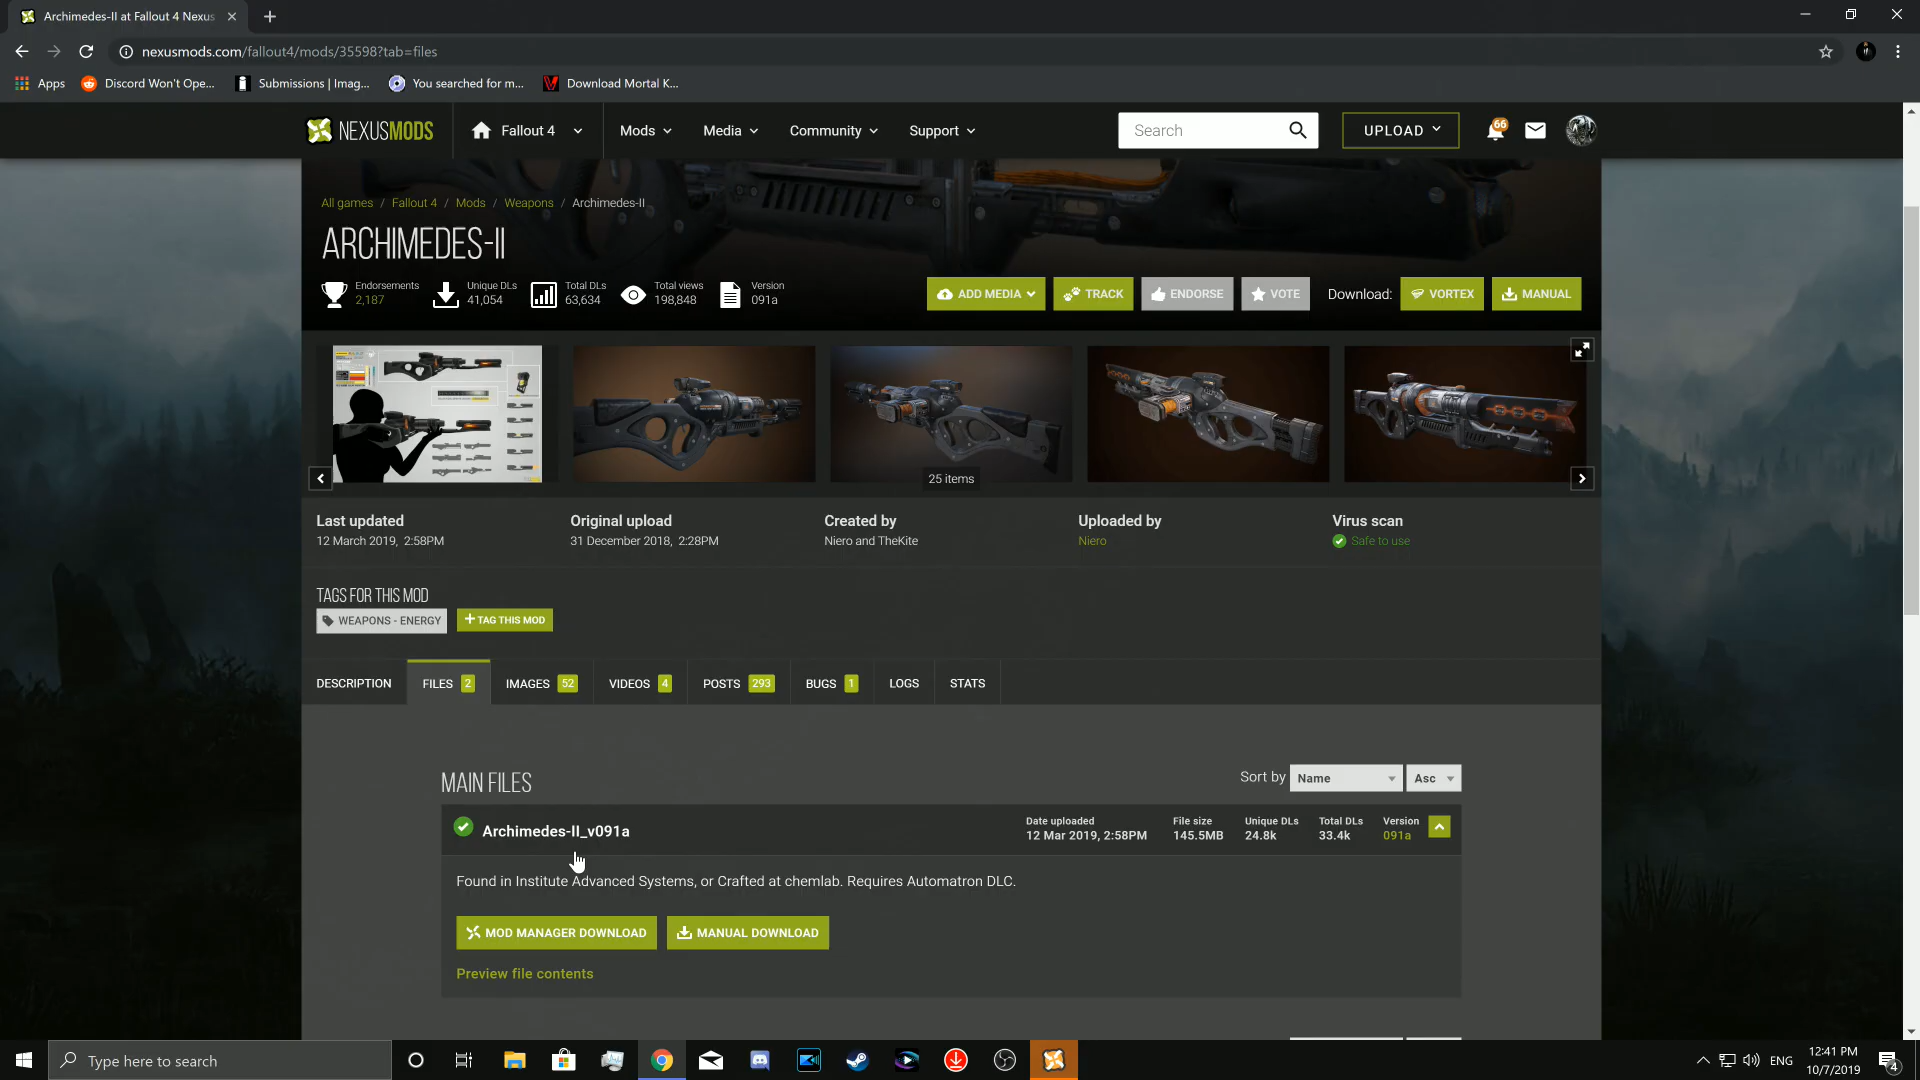 Archimedes-II at Fallout 4 Nexus
nexusmods.com/fallout4/mods/35598?tab=files
Apps
Discord Won't Ope...
Submissions | Imag...
You searched for m...
Download Mortal K...
NEXUSMODS
Fallout 4
Mods
Media
Community
Support
Search
UPLOAD
66
All games / Fallout 4 / Mods / Weapons / Archimedes-II
ARCHIMEDES-II
Endorsements
2,187
Unique DLs
41,054
Total DLs
63,634
Total views
198,848
Version
091a
ADD MEDIA
TRACK
ENDORSE
VOTE
Download:
VORTEX
MANUAL
25 items
Last updated
12 March 2019, 2:58PM
Original upload
31 December 2018, 2:28PM
Created by
Niero and TheKite
Uploaded by
Niero
Virus scan
Safe to use
TAGS FOR THIS MOD
WEAPONS - ENERGY
+ TAG THIS MOD
DESCRIPTION
FILES 2
IMAGES 52
VIDEOS 4
POSTS 293
BUGS 1
LOGS
STATS
MAIN FILES
Sort by Name Asc
Archimedes-II_v091a
Date uploaded
12 Mar 2019, 2:58PM
File size
145.5MB
Unique DLs
24.8k
Total DLs
33.4k
Version
091a
Found in Institute Advanced Systems, or Crafted at chemlab. Requires Automatron DLC.
MOD MANAGER DOWNLOAD
MANUAL DOWNLOAD
Preview file contents
Type here to search
ENG
12:41 PM
10/7/2019
4